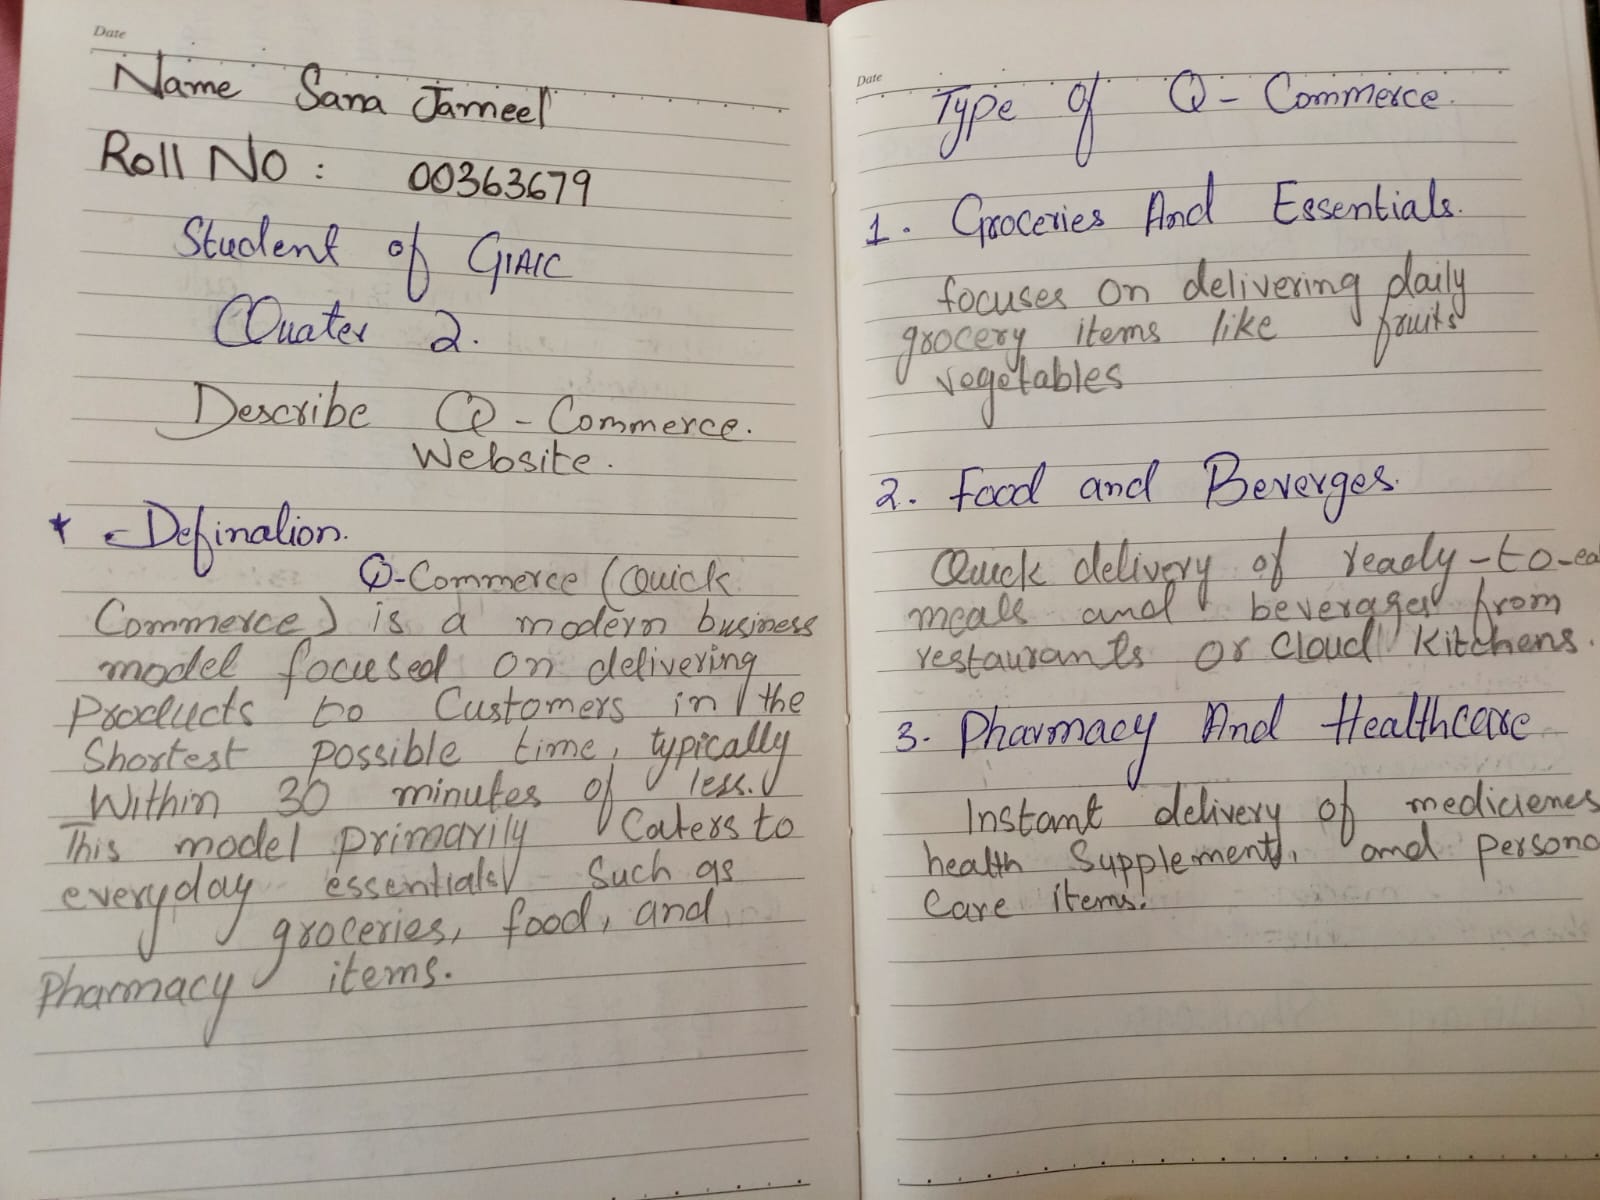 Date
Name Sara Jameel
Roll No : 00363679
Student of GIAIC
Quater 2.
Describe Q-Commerce.
Website.
* Defination.
Q-Commerce (Quick
Commerce) is a modern business
model focused on delivering
Products to Customers in the
Shortest possible time, typically
Within 30 minutes of less.
This model primarily Caters to
everyday essentials Such as
groceries, food, and
Pharmacy items.
Date
Type of Q-Commerce.
1. Groceries And Essentials.
focuses on delivering daily
grocery items like fruits
vegetables
2. Food and Beverges.
Quick delivery of ready-to-ea
meals and beverages from
restaurants or Cloud Kitchens.
3. Pharmacy And Healthcare
Instant delivery of medicienes
health Supplement, and persona
Care items.